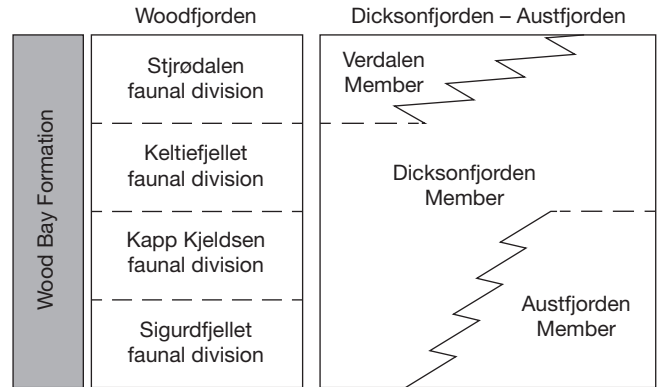 Woodfjorden
Dicksonfjorden – Austfjorden
Wood Bay Formation
Stjrødalen
faunal division
Keltiefjellet
faunal division
Kapp Kjeldsen
faunal division
Sigurdfjellet
faunal division
Verdalen
Member
Dicksonfjorden
Member
Austfjorden
Member